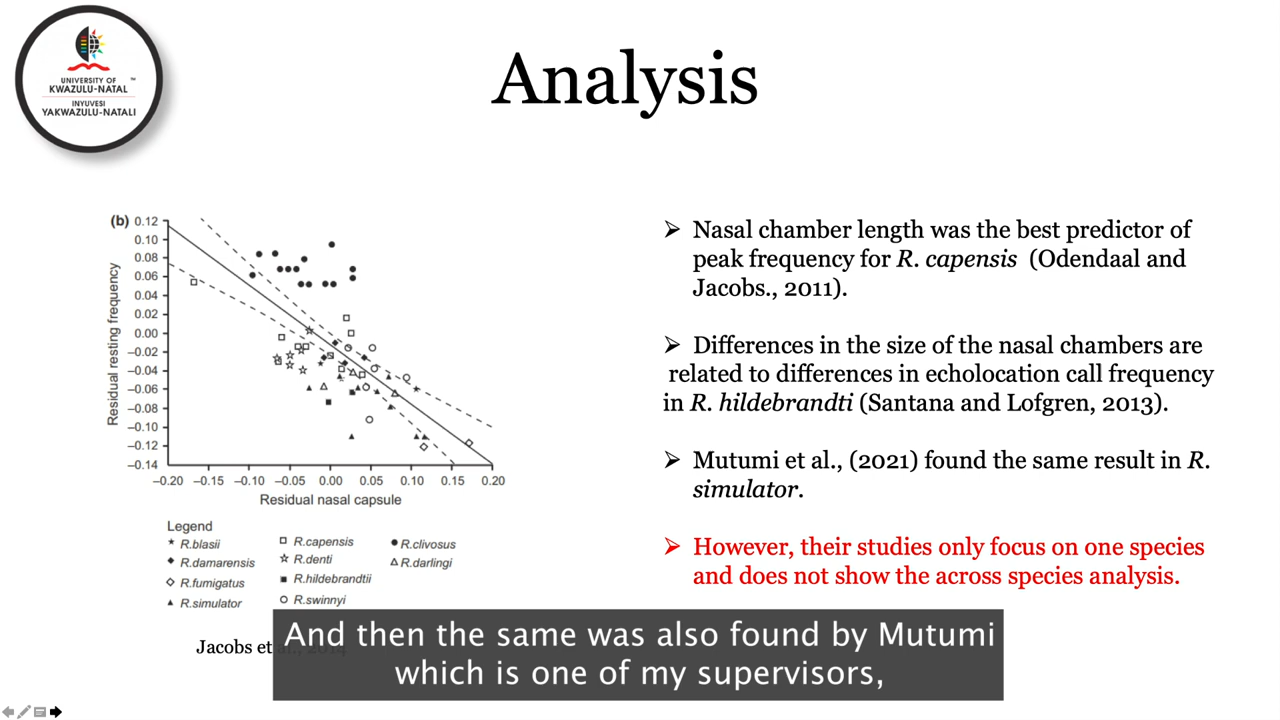 UNIVERSITY OF ™
KWAZULU-NATAL
INYUVESI
YAKWAZULU-NATALI
Analysis
(b)
0.12
0.10
0.08
0.06
0.04
0.02
0.00
−0.02
−0.04
−0.06
−0.08
−0.10
−0.12
−0.14
Residual resting frequency
−0.20 −0.15 −0.10 −0.05 0.00 0.05 0.10 0.15 0.20
Residual nasal capsule
Legend
R.blasii
R.damarensis
R.fumigatus
R.simulator
R.capensis
R.denti
R.hildebrandtii
R.swinnyi
R.clivosus
R.darlingi
Jacobs et al., 2014
➢ Nasal chamber length was the best predictor of
peak frequency for R. capensis (Odendaal and
Jacobs., 2011).
➢ Differences in the size of the nasal chambers are
related to differences in echolocation call frequency
in R. hildebrandti (Santana and Lofgren, 2013).
➢ Mutumi et al., (2021) found the same result in R.
simulator.
➢ However, their studies only focus on one species
and does not show the across species analysis.
And then the same was also found by Mutumi
which is one of my supervisors,